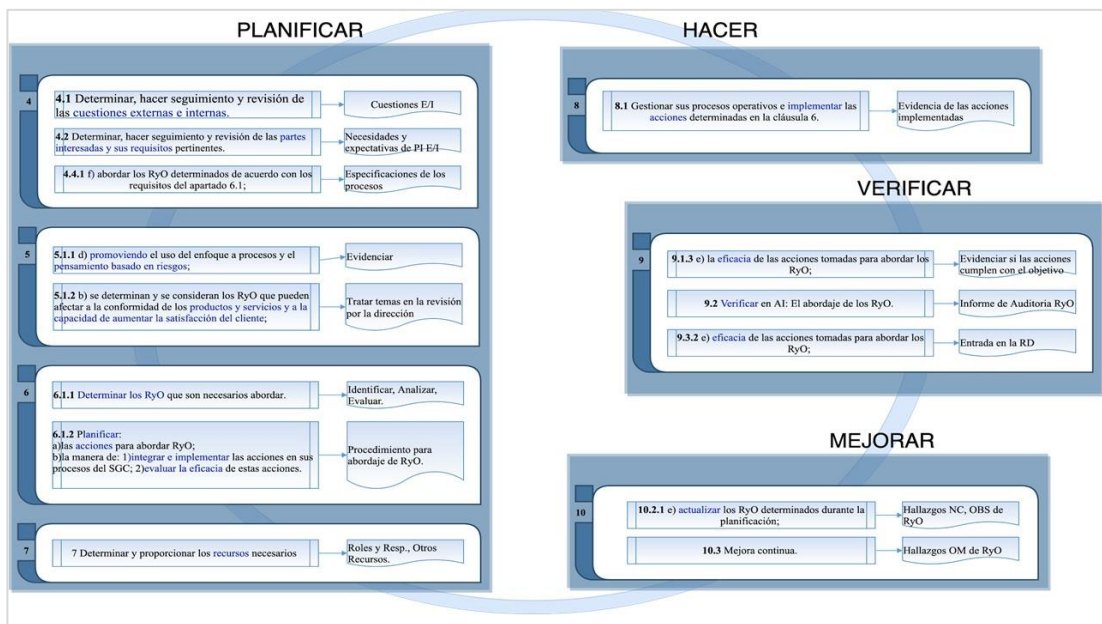 PLANIFICAR
4
4.1 Determinar, hacer seguimiento y revisión de
las cuestiones externas e internas.
Cuestiones E/I
4.2 Determinar, hacer seguimiento y revisión de las partes
interesadas y sus requisitos pertinentes.
Necesidades y
expectativas de PI E/I
4.4.1 f) abordar los RyO determinados de acuerdo con los
requisitos del apartado 6.1;
Especificaciones de los
procesos
5
5.1.1 d) promoviendo el uso del enfoque a procesos y el
pensamiento basado en riesgos;
Evidenciar
5.1.2 b) se determinan y se consideran los RyO que pueden
afectar a la conformidad de los productos y servicios y a la
capacidad de aumentar la satisfacción del cliente;
Tratar temas en la revisión
por la dirección
6
6.1.1 Determinar los RyO que son necesarios abordar.
Identificar, Analizar,
Evaluar.
6.1.2 Planificar:
a)las acciones para abordar RyO;
b)la manera de: 1)integrar e implementar las acciones en sus
procesos del SGC; 2)evaluar la eficacia de estas acciones.
Procedimiento para
abordaje de RyO.
7
7 Determinar y proporcionar los recursos necesarios
Roles y Resp., Otros
Recursos.
HACER
8
8.1 Gestionar sus procesos operativos e implementar las
acciones determinadas en la cláusula 6.
Evidencia de las acciones
implementadas
VERIFICAR
9
9.1.3 e) la eficacia de las acciones tomadas para abordar los
RyO;
Evidenciar si las acciones
cumplen con el objetivo
9.2 Verificar en AI: El abordaje de los RyO.
Informe de Auditoria RyO
9.3.2 e) eficacia de las acciones tomadas para abordar los
RyO;
Entrada en la RD
MEJORAR
10
10.2.1 e) actualizar los RyO determinados durante la
planificación;
Hallazgos NC, OBS de
RyO
10.3 Mejora continua.
Hallazgos OM de RyO